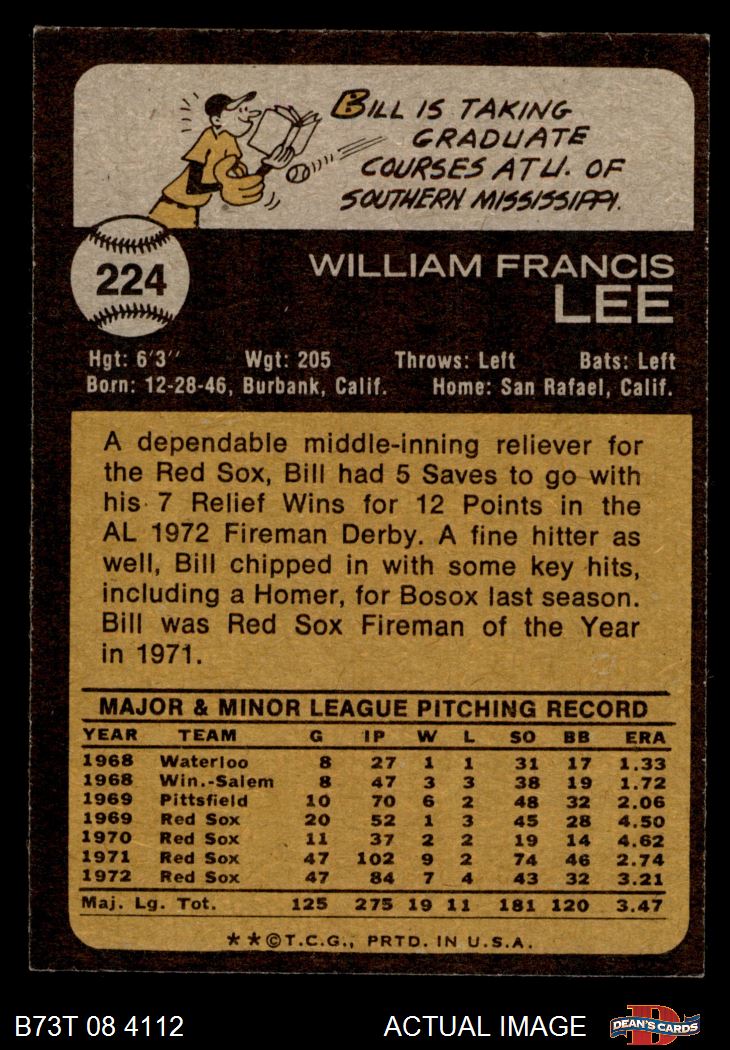 BILL IS TAKING
GRADUATE
COURSES AT U. OF
SOUTHERN MISSISSIPPI.
224
WILLIAM FRANCIS
LEE
Hgt: 6'3" Wgt: 205 Throws: Left Bats: Left
Born: 12-28-46, Burbank, Calif. Home: San Rafael, Calif.
A dependable middle-inning reliever for
the Red Sox, Bill had 5 Saves to go with
his 7 Relief Wins for 12 Points in the
AL 1972 Fireman Derby. A fine hitter as
well, Bill chipped in with some key hits,
including a Homer, for Bosox last season.
Bill was Red Sox Fireman of the Year
in 1971.
MAJOR & MINOR LEAGUE PITCHING RECORD
YEAR TEAM G IP W L SO BB ERA
1968 Waterloo 8 27 1 1 31 17 1.33
1968 Win.-Salem 8 47 3 3 38 19 1.72
1969 Pittsfield 10 70 6 2 48 32 2.06
1969 Red Sox 20 52 1 3 45 28 4.50
1970 Red Sox 11 37 2 2 19 14 4.62
1971 Red Sox 47 102 9 2 74 46 2.74
1972 Red Sox 47 84 7 4 43 32 3.21
Maj. Lg. Tot. 125 275 19 11 181 120 3.47
★★©T.C.G., PRTD. IN U.S.A.
B73T 08 4112 ACTUAL IMAGE DEAN'S CARDS